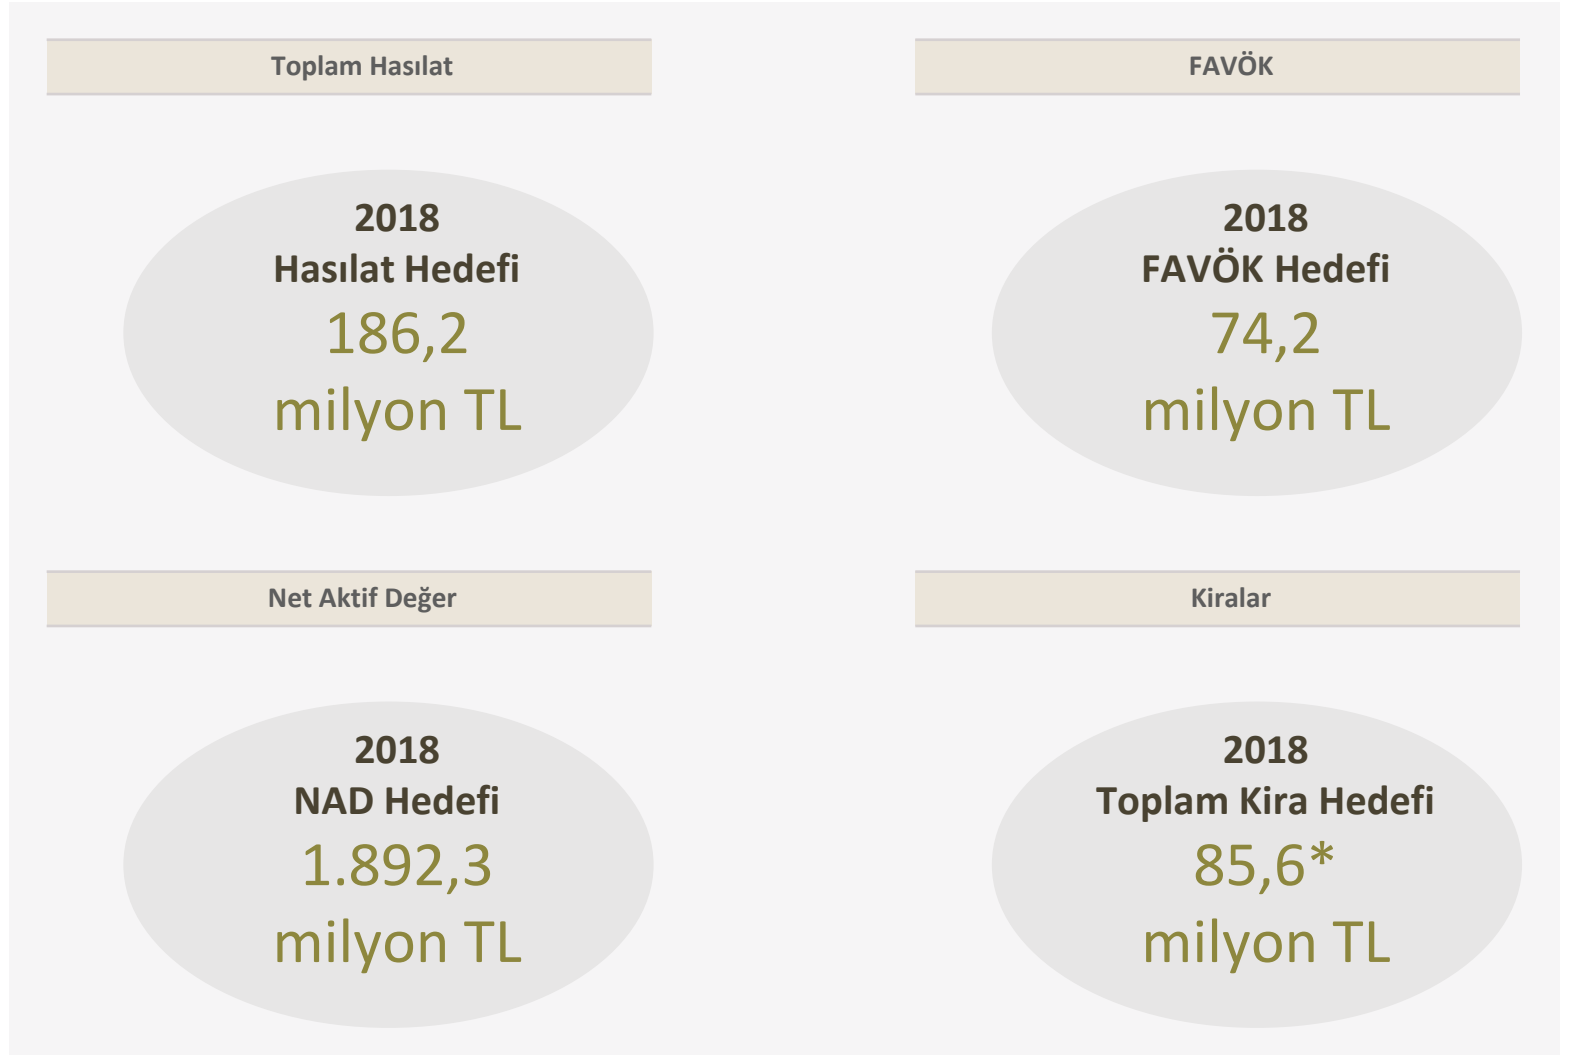 Toplam Hasılat
2018
Hasılat Hedefi
186,2
milyon TL
FAVÖK
2018
FAVÖK Hedefi
74,2
milyon TL
Net Aktif Değer
2018
NAD Hedefi
1.892,3
milyon TL
Kiralar
2018
Toplam Kira Hedefi
85,6*
milyon TL